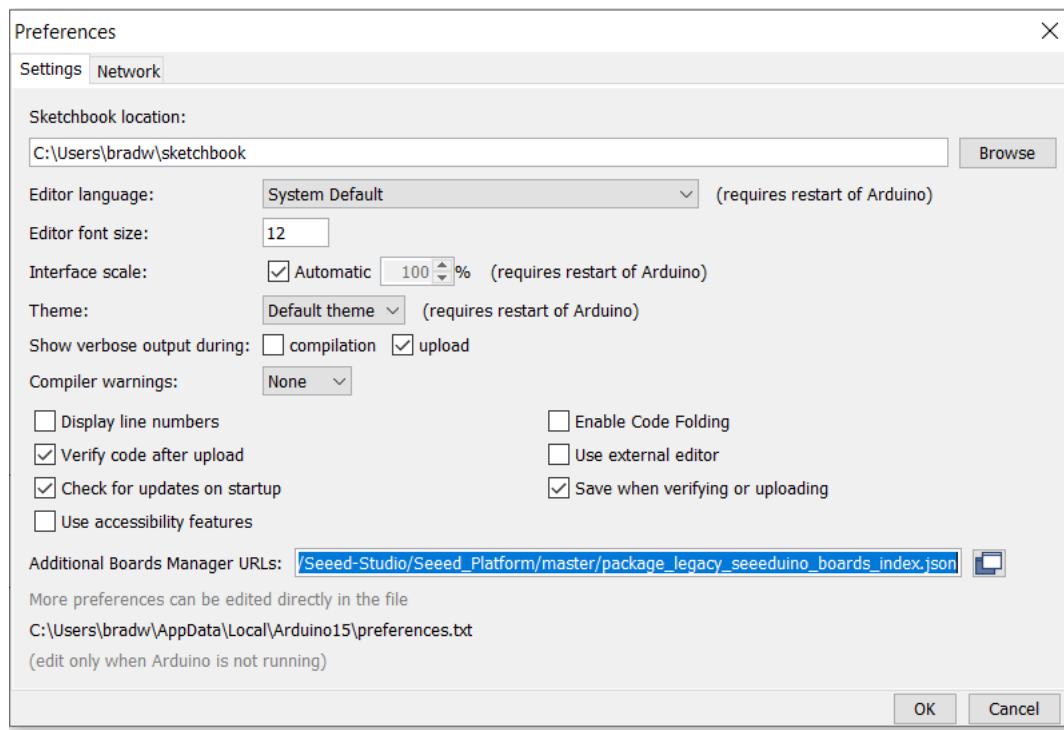 Preferences
Settings Network
Sketchbook location:
C:\Users\bradw\sketchbook Browse
Editor language: System Default (requires restart of Arduino)
Editor font size: 12
Interface scale: Automatic 100 % (requires restart of Arduino)
Theme: Default theme (requires restart of Arduino)
Show verbose output during: compilation upload
Compiler warnings: None
Display line numbers Enable Code Folding
Verify code after upload Use external editor
Check for updates on startup Save when verifying or uploading
Use accessibility features
Additional Boards Manager URLs: /Seeed-Studio/Seeed_Platform/master/package_legacy_seeeduino_boards_index.json
More preferences can be edited directly in the file
C:\Users\bradw\AppData\Local\Arduino15\preferences.txt
(edit only when Arduino is not running)
OK Cancel